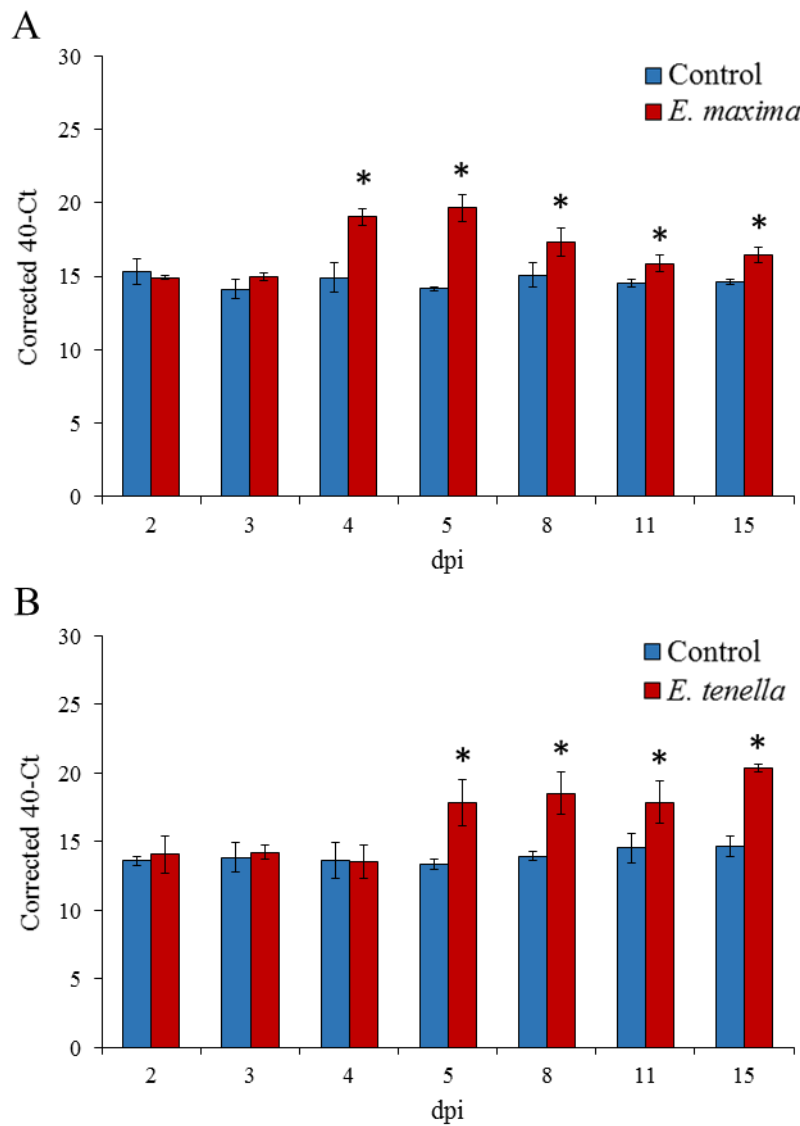 A
30
25
20
15
10
5
0
Corrected 40-Ct
Control
E. maxima
* * * * *
2 3 4 5 8 11 15
dpi
B
30
25
20
15
10
5
0
Corrected 40-Ct
Control
E. tenella
* * * *
2 3 4 5 8 11 15
dpi